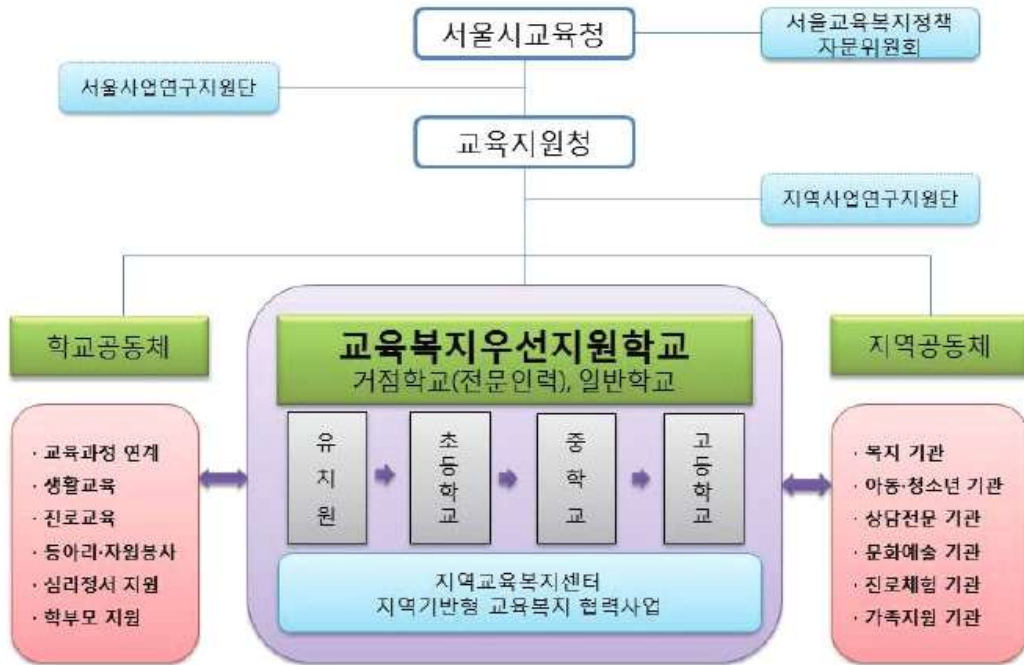 서울시교육청
서울교육복지정책
자문위원회
서울사업연구지원단
교육지원청
지역사업연구지원단
학교공동체
교육복지우선지원학교
거점학교(전문인력), 일반학교
지역공동체
· 교육과정 연계
· 생활교육
· 진로교육
· 동아리·자원봉사
· 심리정서 지원
· 학부모 지원
유치원
초등학교
중학교
고등학교
지역교육복지센터
지역기반형 교육복지 협력사업
· 복지 기관
· 아동·청소년 기관
· 상담전문 기관
· 문화예술 기관
· 진로체험 기관
· 가족지원 기관